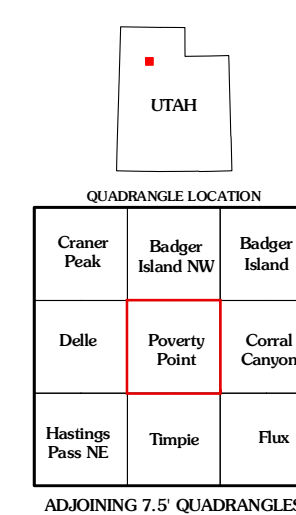 UTAH
QUADRANGLE LOCATION
Craner
Peak
Badger
Island NW
Badger
Island
Delle
Poverty
Point
Corral
Canyon
Hastings
Pass NE
Timpie
Flux
ADJOINING 7.5' QUADRANGLES